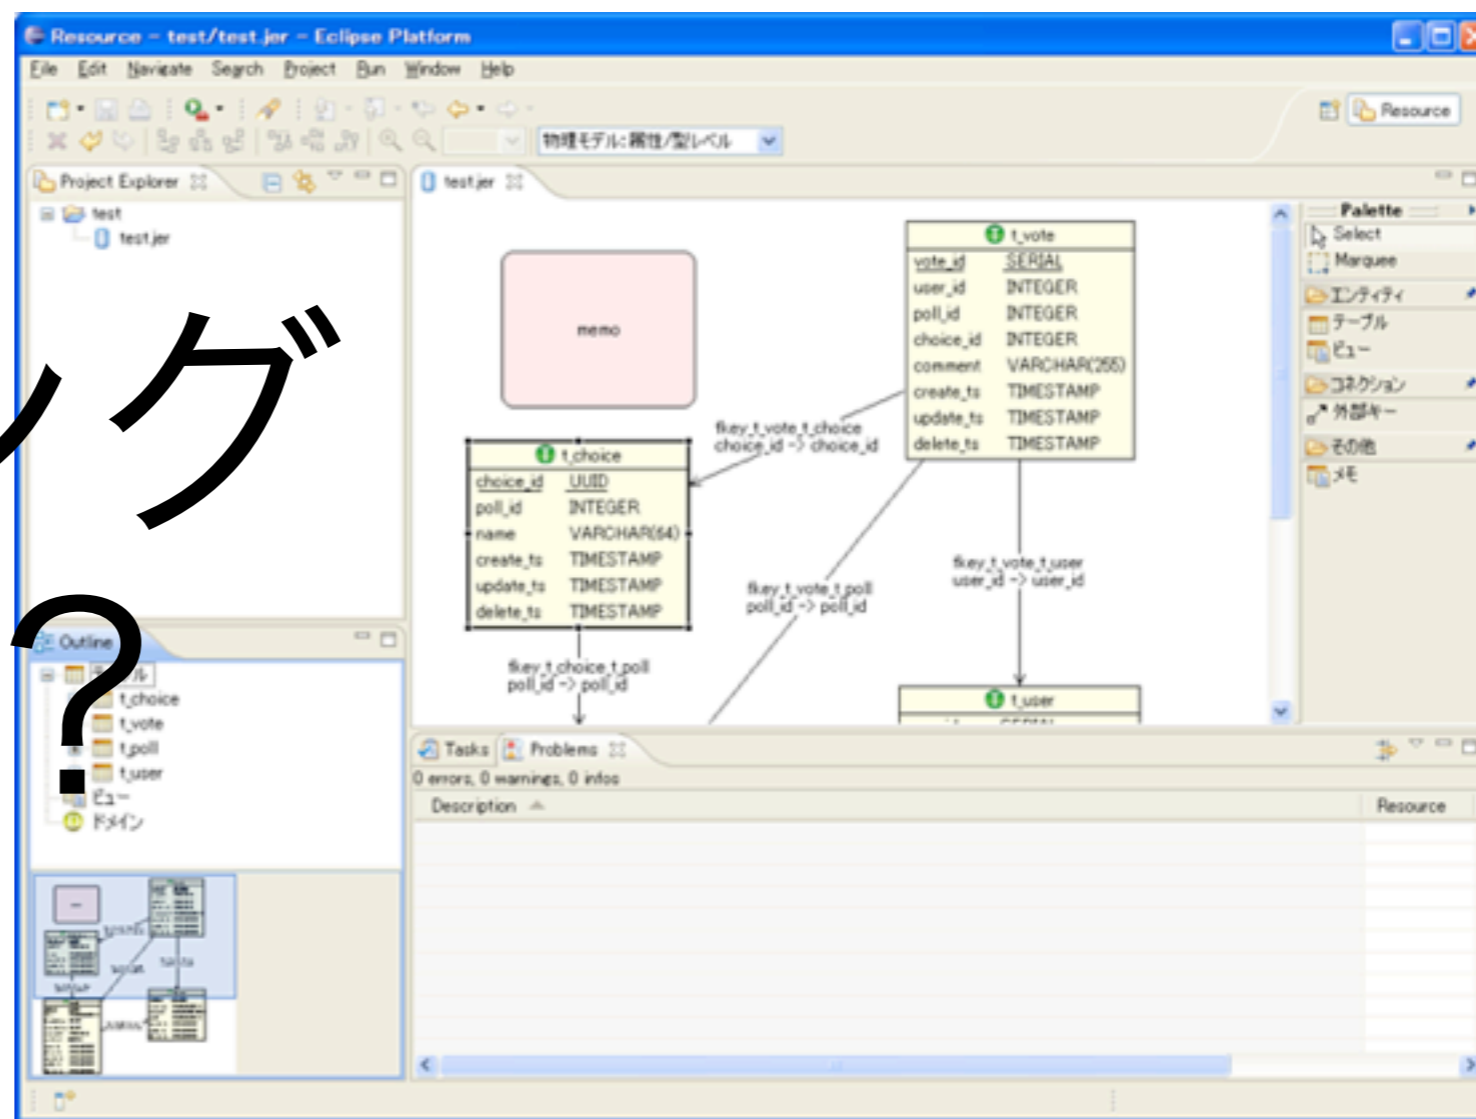 Resource - test/test.jer - Eclipse Platform
File Edit Navigate Search Project Run Window Help
Resource
物理モデル:属性/型レベル
Project Explorer
test
test.jer
test.jer
memo
t_vote
vote_id SERIAL
user_id INTEGER
poll_id INTEGER
choice_id INTEGER
comment VARCHAR(255)
create_ts TIMESTAMP
update_ts TIMESTAMP
delete_ts TIMESTAMP
fkey_t_vote_t_choice
choice_id -> choice_id
t_choice
choice_id UUID
poll_id INTEGER
name VARCHAR(64)
create_ts TIMESTAMP
update_ts TIMESTAMP
delete_ts TIMESTAMP
fkey_t_vote_t_user
user_id -> user_id
fkey_t_vote_t_poll
poll_id -> poll_id
fkey_t_choice_t_poll
poll_id -> poll_id
t_user
Palette
Select
Marquee
エンティティ
テーブル
ビュー
コネクション
外部キー
その他
メモ
ング
?
Outline
t_choice
t_vote
t_poll
t_user
ビュー
ドメイン
Tasks Problems
0 errors, 0 warnings, 0 infos
Description Resource